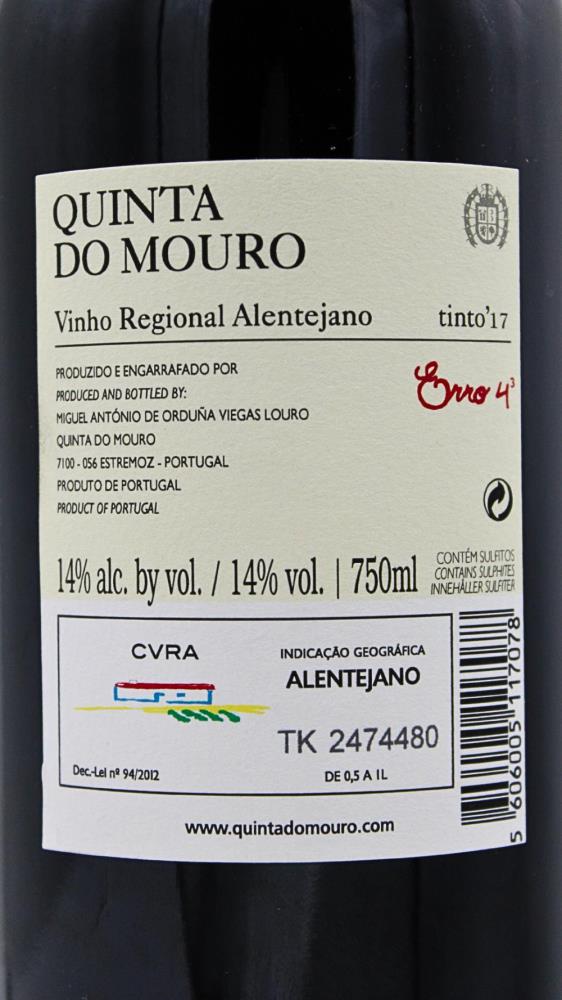 QUINTA
DO MOURO
Vinho Regional Alentejano tinto'17
Erro 4³
PRODUZIDO E ENGARRAFADO POR
PRODUCED AND BOTTLED BY:
MIGUEL ANTÓNIO DE ORDUÑA VIEGAS LOURO
QUINTA DO MOURO
7100 - 056 ESTREMOZ - PORTUGAL
PRODUTO DE PORTUGAL
PRODUCT OF PORTUGAL
14% alc. by vol. / 14% vol. | 750ml
CONTÉM SULFITOS
CONTAINS SULPHITES
INNEHÅLLER SULFITER
CVRA
Dec.-Lei nº 94/2012
INDICAÇÃO GEOGRÁFICA
ALENTEJANO
TK 2474480
DE 0,5 A 1L
5 606005 117078
www.quintadomouro.com